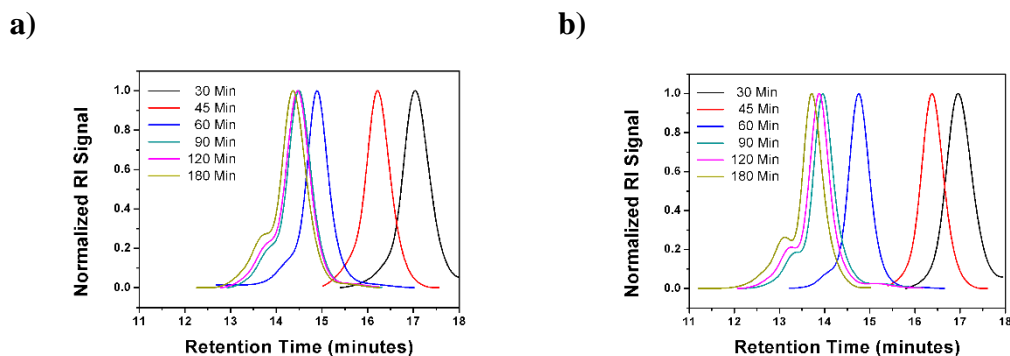 a)
b)
Normalized RI Signal
1.0
0.8
0.6
0.4
0.2
0.0
30 Min
45 Min
60 Min
90 Min
120 Min
180 Min
11 12 13 14 15 16 17 18
Retention Time (minutes)
Normalized RI Signal
1.0
0.8
0.6
0.4
0.2
0.0
30 Min
45 Min
60 Min
90 Min
120 Min
180 Min
11 12 13 14 15 16 17 18
Retention Time (minutes)